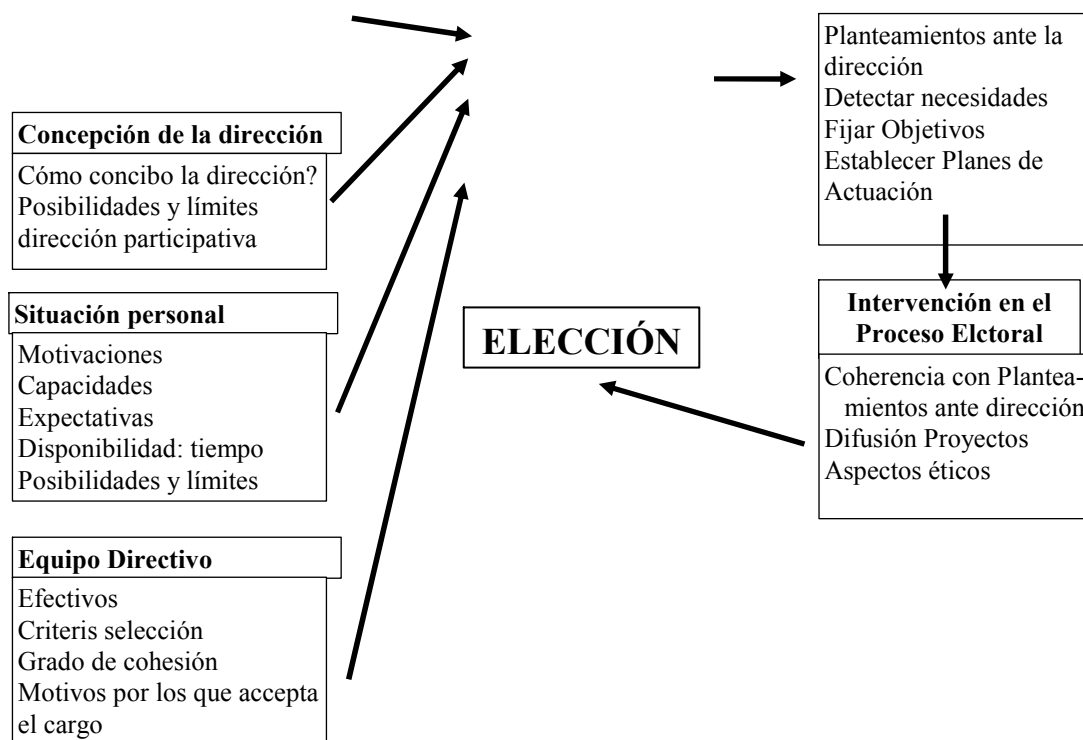 Concepción de la dirección
Cómo concibo la dirección?
Posibilidades y límites
dirección participativa
Situación personal
Motivaciones
Capacidades
Expectativas
Disponibilidad: tiempo
Posibilidades y límites
Equipo Directivo
Efectivos
Criteris selección
Grado de cohesión
Motivos por los que accepta
el cargo
ELECCIÓN
Planteamientos ante la
dirección
Detectar necesidades
Fijar Objetivos
Establecer Planes de
Actuación
Intervención en el
Proceso Elctoral
Coherencia con Plantea-
mientos ante dirección
Difusión Proyectos
Aspectos éticos